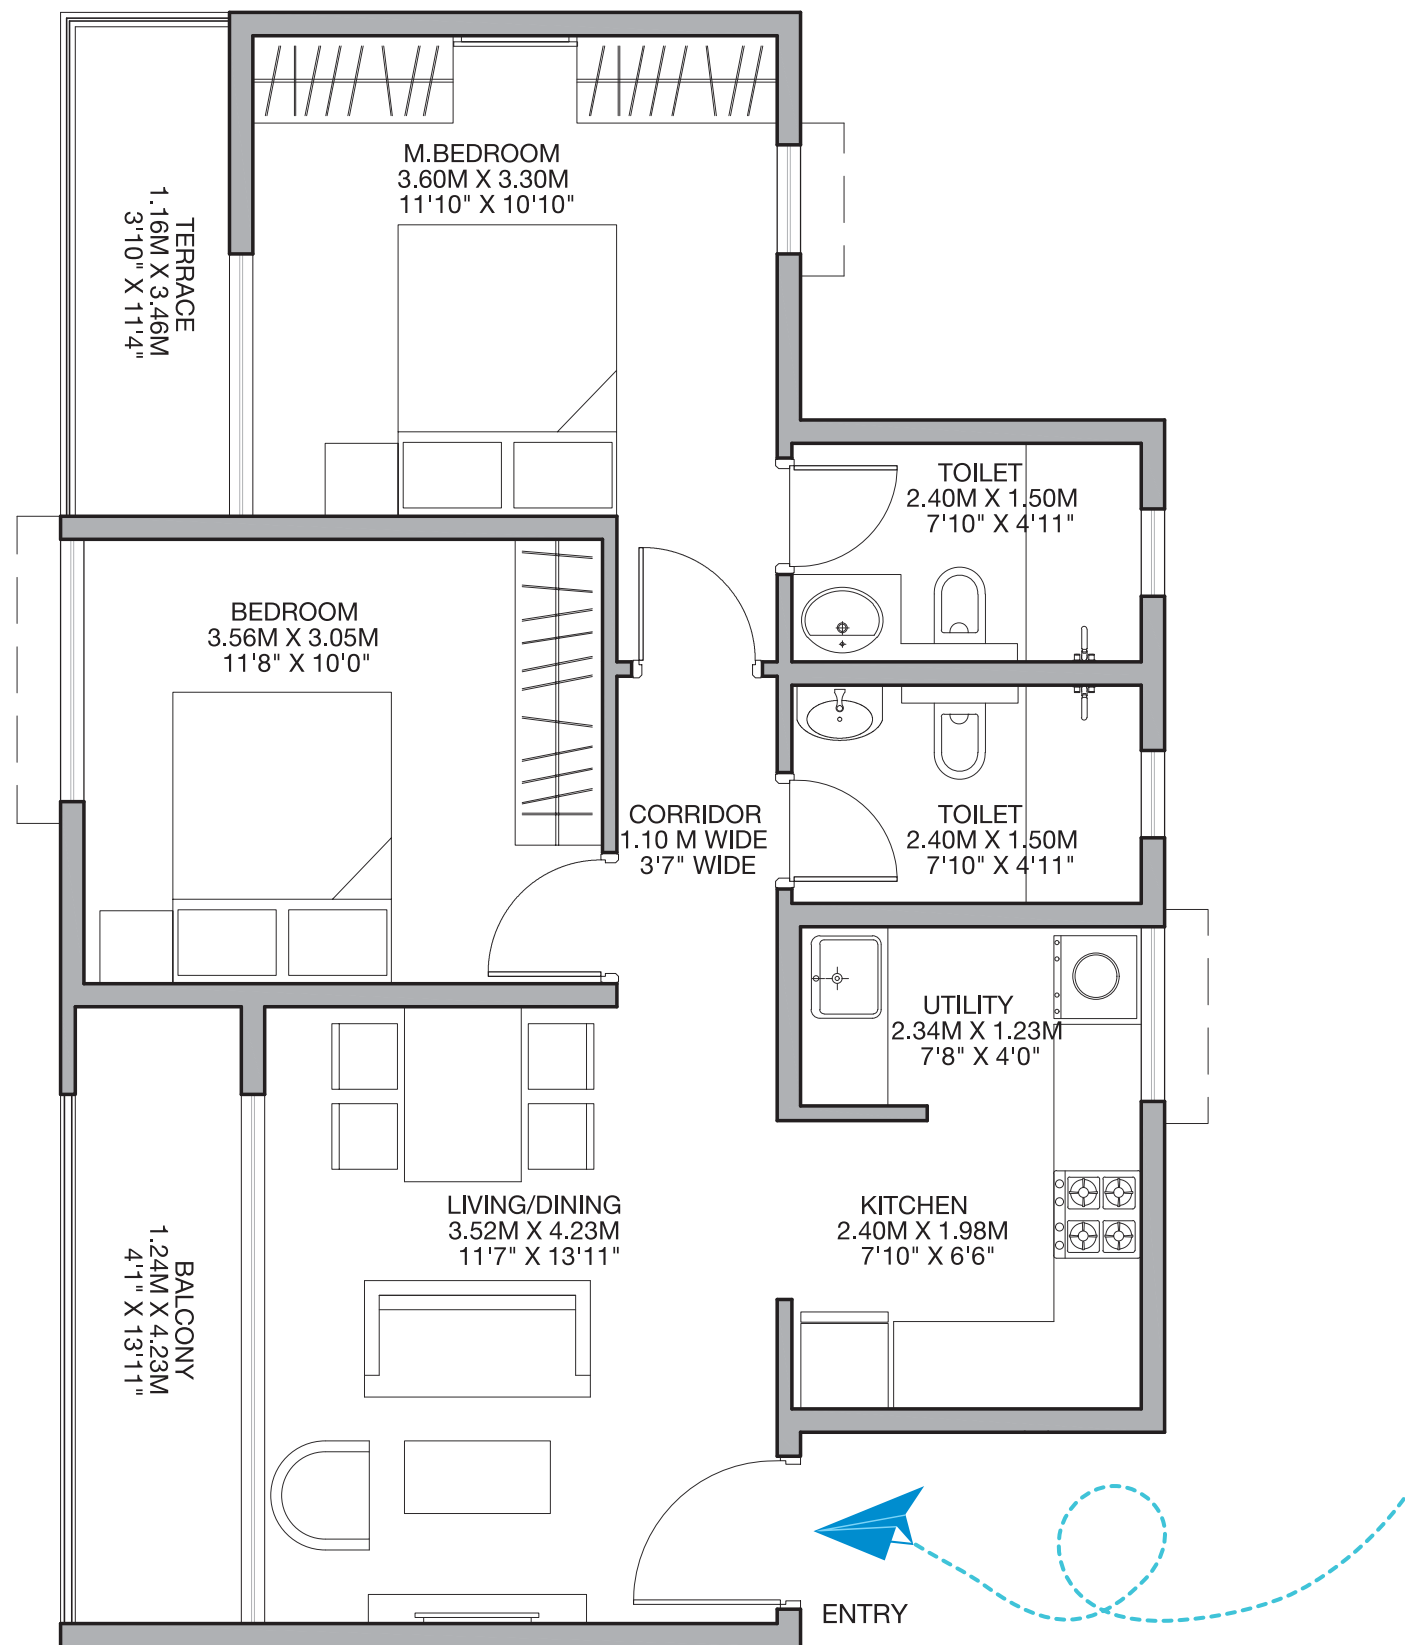 M.BEDROOM
3.60M X 3.30M
11'10" X 10'10"
TERRACE
1.16M X 3.46M
3'10" X 11'4"
TOILET
2.40M X 1.50M
7'10" X 4'11"
BEDROOM
3.56M X 3.05M
11'8" X 10'0"
CORRIDOR
1.10 M WIDE
3'7" WIDE
TOILET
2.40M X 1.50M
7'10" X 4'11"
UTILITY
2.34M X 1.23M
7'8" X 4'0"
LIVING/DINING
3.52M X 4.23M
11'7" X 13'11"
KITCHEN
2.40M X 1.98M
7'10" X 6'6"
BALCONY
1.24M X 4.23M
4'1" X 13'11"
ENTRY